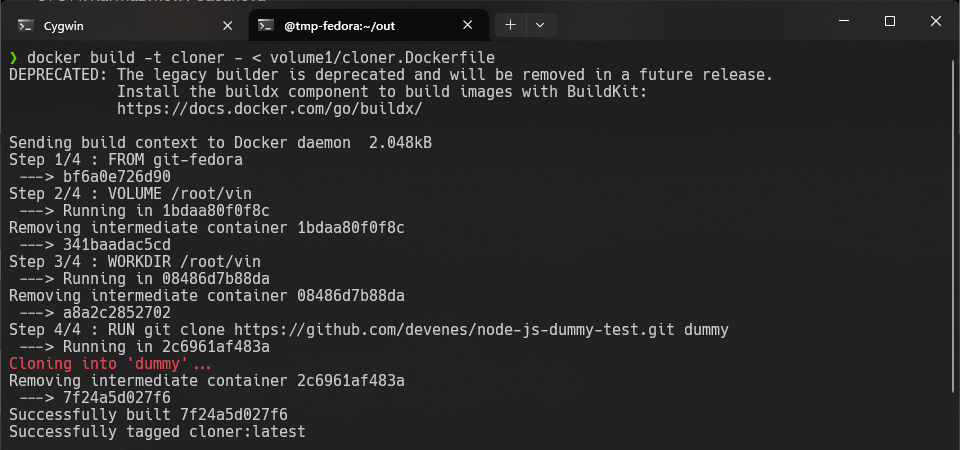 Cygwin
@tmp-fedora:~/out
❯ docker build -t cloner - < volume1/cloner.Dockerfile
DEPRECATED: The legacy builder is deprecated and will be removed in a future release.
            Install the buildx component to build images with BuildKit:
            https://docs.docker.com/go/buildx/

Sending build context to Docker daemon  2.048kB
Step 1/4 : FROM git-fedora
 ---> bf6a0e726d90
Step 2/4 : VOLUME /root/vin
 ---> Running in 1bdaa80f0f8c
Removing intermediate container 1bdaa80f0f8c
 ---> 341baadac5cd
Step 3/4 : WORKDIR /root/vin
 ---> Running in 08486d7b88da
Removing intermediate container 08486d7b88da
 ---> a8a2c2852702
Step 4/4 : RUN git clone https://github.com/devenes/node-js-dummy-test.git dummy
 ---> Running in 2c6961af483a
Cloning into 'dummy'...
Removing intermediate container 2c6961af483a
 ---> 7f24a5d027f6
Successfully built 7f24a5d027f6
Successfully tagged cloner:latest